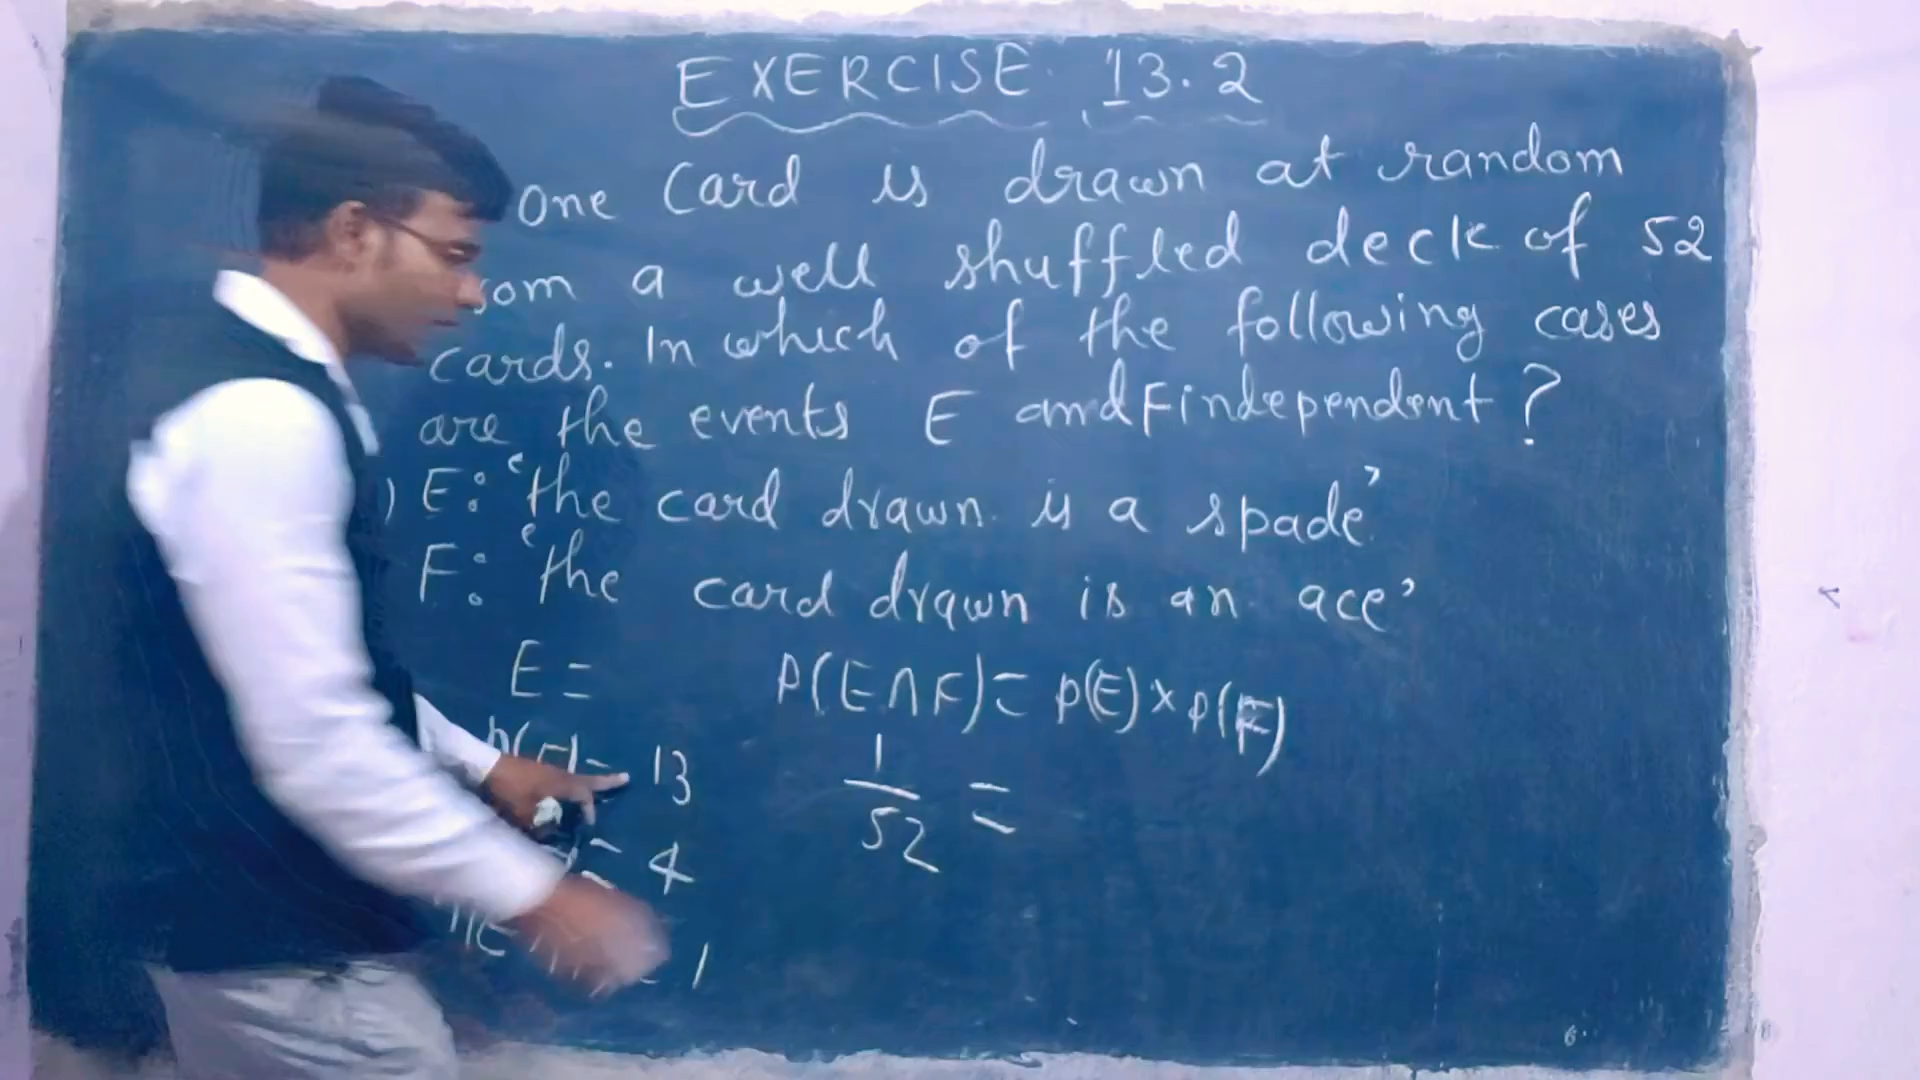 EXERCISE 13.2
One Card is drawn at random
om a well shuffled deck of 52
cards. In which of the following cases
are the events E and F independent?
) E: 'the card drawn is a spade'
F: 'the card drawn is an ace'
E = P(E∩F) = P(E) × P(F)
= 13 1/52 =
= 4
= 1